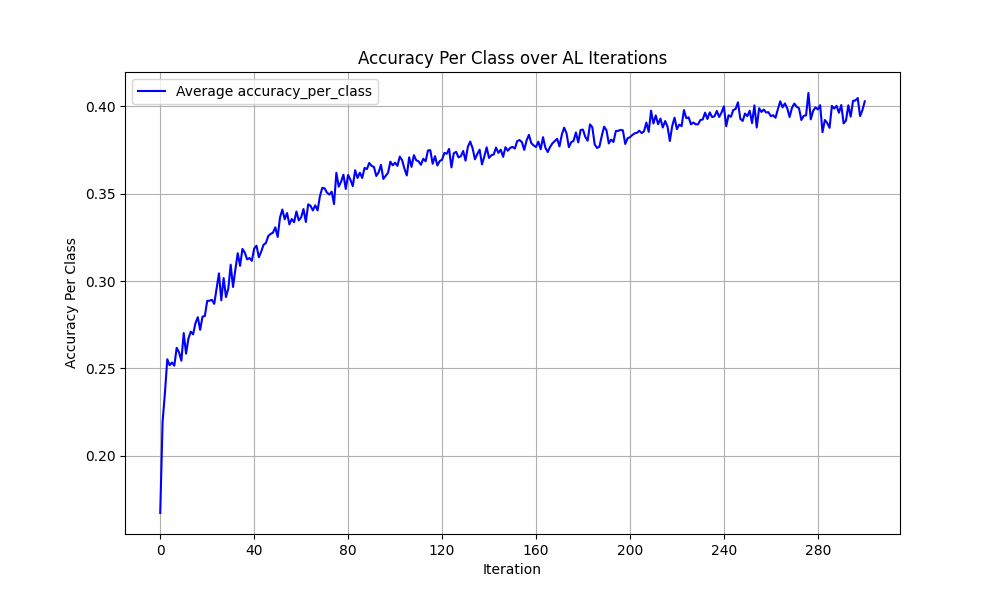 Accuracy Per Class over AL Iterations
Average accuracy_per_class
Accuracy Per Class
0.40
0.35
0.30
0.25
0.20
0 40 80 120 160 200 240 280
Iteration